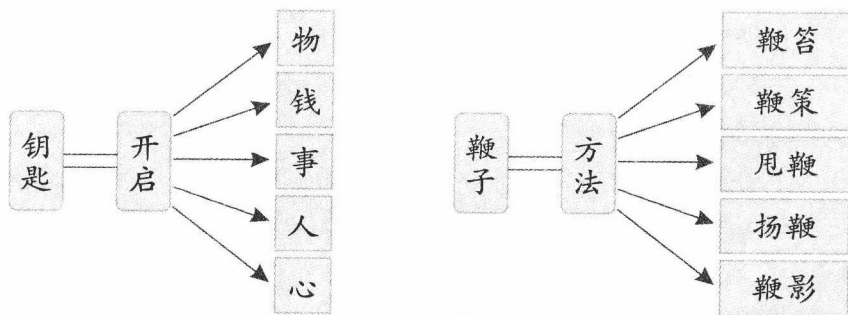 钥匙
开启
物
钱
事
人
心
鞭子
方法
鞭笞
鞭策
甩鞭
扬鞭
鞭影